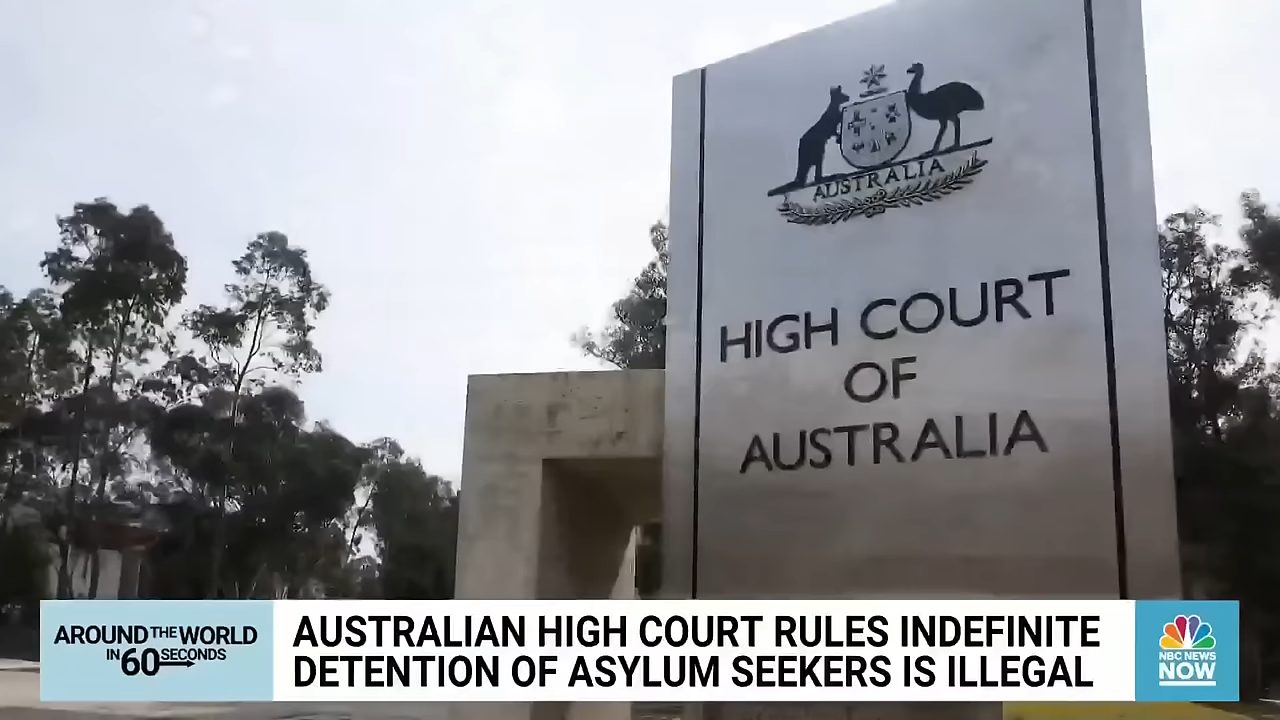 AUSTRALIA
HIGH COURT
OF
AUSTRALIA
AROUND THE WORLD
IN 60 SECONDS
AUSTRALIAN HIGH COURT RULES INDEFINITE
DETENTION OF ASYLUM SEEKERS IS ILLEGAL
NBC NEWS
NOW